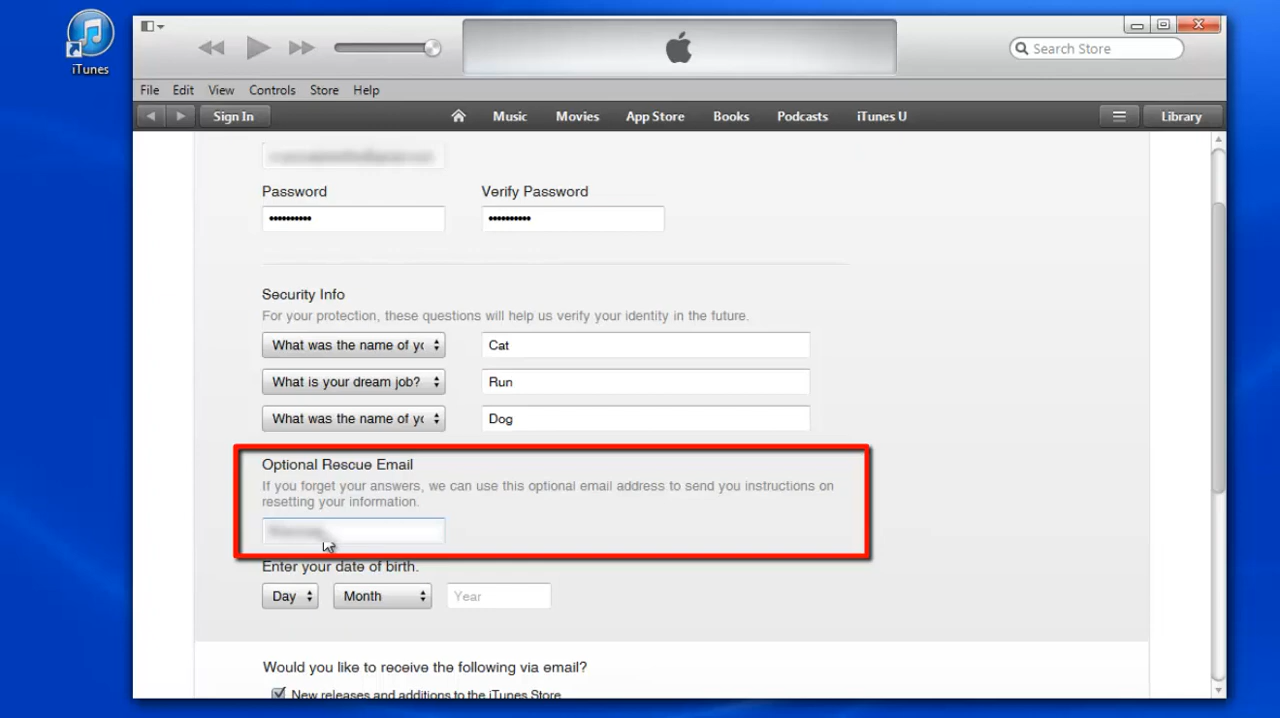 iTunes
Search Store
File Edit View Controls Store Help
Sign In
Music Movies App Store Books Podcasts iTunes U
Library
Password Verify Password
•••••••••• ••••••••••
Security Info
For your protection, these questions will help us verify your identity in the future.
What was the name of yo Cat
What is your dream job? Run
What was the name of yo Dog
Optional Rescue Email
If you forget your answers, we can use this optional email address to send you instructions on
resetting your information.
Enter your date of birth.
Day Month Year
Would you like to receive the following via email?
New releases and additions to the iTunes Store.